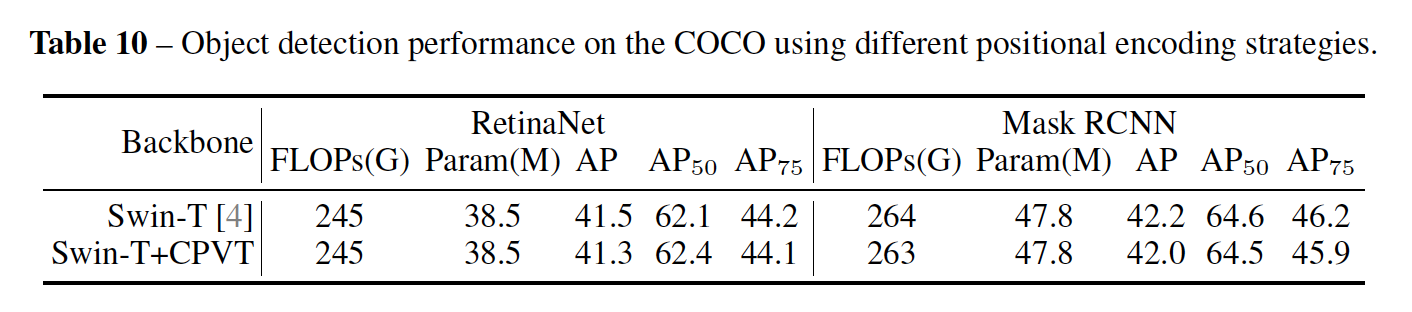 Table 10 – Object detection performance on the COCO using different positional encoding strategies.
Backbone RetinaNet Mask RCNN
FLOPs(G) Param(M) AP AP50 AP75 FLOPs(G) Param(M) AP AP50 AP75
Swin-T [4] 245 38.5 41.5 62.1 44.2 264 47.8 42.2 64.6 46.2
Swin-T+CPVT 245 38.5 41.3 62.4 44.1 263 47.8 42.0 64.5 45.9